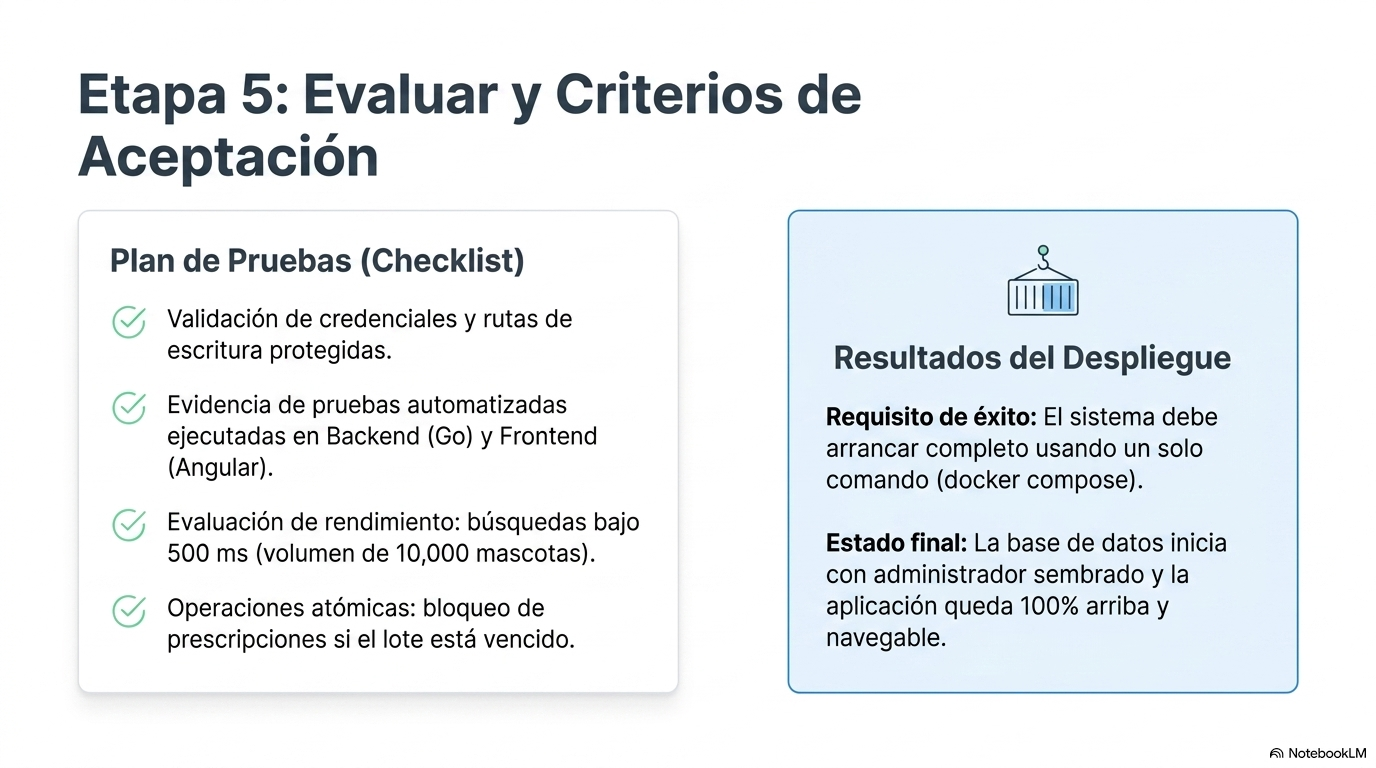 Etapa 5: Evaluar y Criterios de
Aceptación
Plan de Pruebas (Checklist)
Validación de credenciales y rutas de
escritura protegidas.
Evidencia de pruebas automatizadas
ejecutadas en Backend (Go) y Frontend
(Angular).
Evaluación de rendimiento: búsquedas bajo
500 ms (volumen de 10,000 mascotas).
Operaciones atómicas: bloqueo de
prescripciones si el lote está vencido.
Resultados del Despliegue
Requisito de éxito: El sistema debe
arrancar completo usando un solo
comando (docker compose).
Estado final: La base de datos inicia
con administrador sembrado y la
aplicación queda 100% arriba y
navegable.
NotebookLM